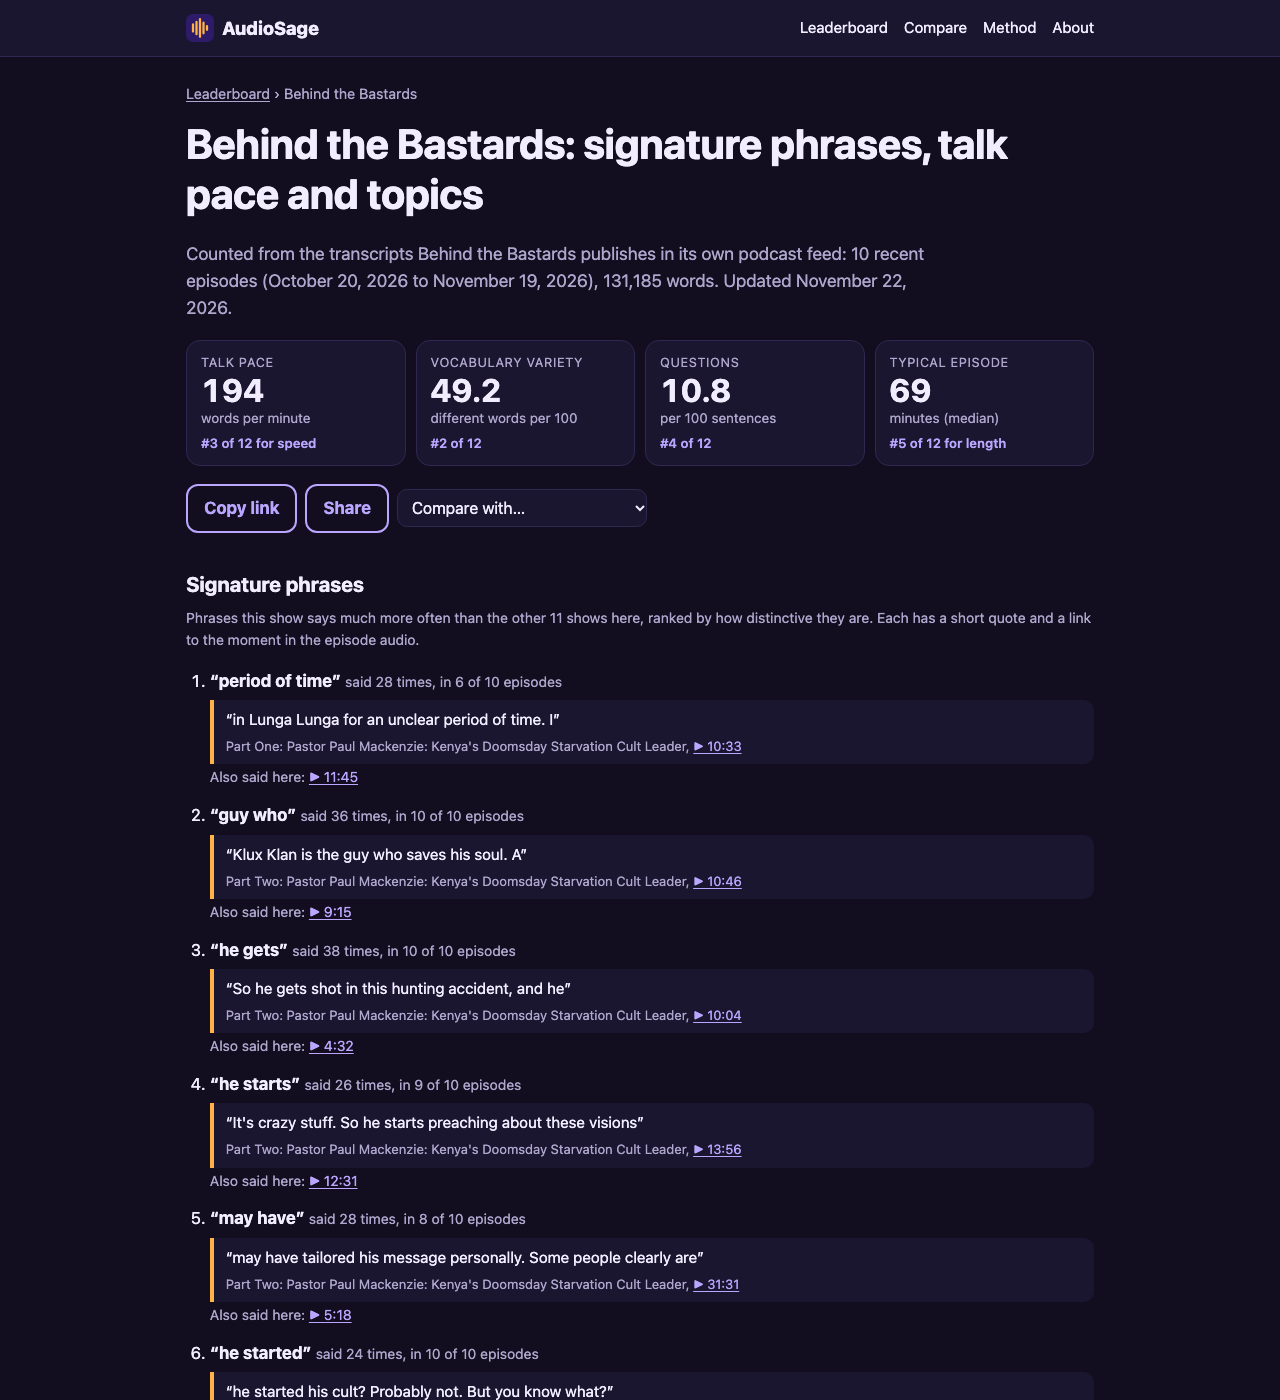 AudioSage
Leaderboard Compare Method About
Leaderboard › Behind the Bastards
Behind the Bastards: signature phrases, talk
pace and topics
Counted from the transcripts Behind the Bastards publishes in its own podcast feed: 10 recent
episodes (October 20, 2026 to November 19, 2026), 131,185 words. Updated November 22,
2026.
TALK PACE
194
words per minute
#3 of 12 for speed
VOCABULARY VARIETY
49.2
different words per 100
#2 of 12
QUESTIONS
10.8
per 100 sentences
#4 of 12
TYPICAL EPISODE
69
minutes (median)
#5 of 12 for length
Copy link Share Compare with...
Signature phrases
Phrases this show says much more often than the other 11 shows here, ranked by how distinctive they are. Each has a short quote and a link
to the moment in the episode audio.
1. “period of time” said 28 times, in 6 of 10 episodes
“in Lunga Lunga for an unclear period of time. I”
Part One: Pastor Paul Mackenzie: Kenya's Doomsday Starvation Cult Leader, ▶ 10:33
Also said here: ▶ 11:45
2. “guy who” said 36 times, in 10 of 10 episodes
“Klux Klan is the guy who saves his soul. A”
Part Two: Pastor Paul Mackenzie: Kenya's Doomsday Starvation Cult Leader, ▶ 10:46
Also said here: ▶ 9:15
3. “he gets” said 38 times, in 10 of 10 episodes
“So he gets shot in this hunting accident, and he”
Part Two: Pastor Paul Mackenzie: Kenya's Doomsday Starvation Cult Leader, ▶ 10:04
Also said here: ▶ 4:32
4. “he starts” said 26 times, in 9 of 10 episodes
“It's crazy stuff. So he starts preaching about these visions”
Part Two: Pastor Paul Mackenzie: Kenya's Doomsday Starvation Cult Leader, ▶ 13:56
Also said here: ▶ 12:31
5. “may have” said 28 times, in 8 of 10 episodes
“may have tailored his message personally. Some people clearly are”
Part Two: Pastor Paul Mackenzie: Kenya's Doomsday Starvation Cult Leader, ▶ 31:31
Also said here: ▶ 5:18
6. “he started” said 24 times, in 10 of 10 episodes
“he started his cult? Probably not. But you know what?”